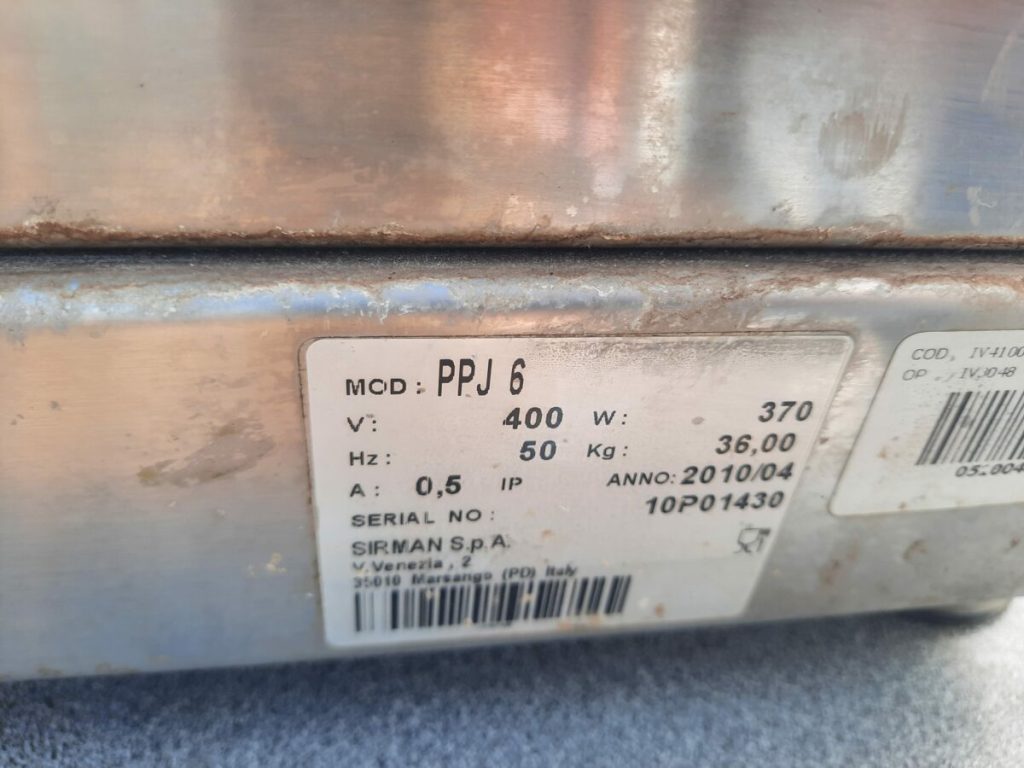 MOD: PPJ 6
V: 400 W: 370
Hz: 50 Kg: 36,00
A: 0,5 IP ANNO: 2010/04
SERIAL NO: 10P01430
SIRMAN S.p.A.
V.Venezia, 2
35010 Marsango (PD) Italy
COD. IV4100
OP.